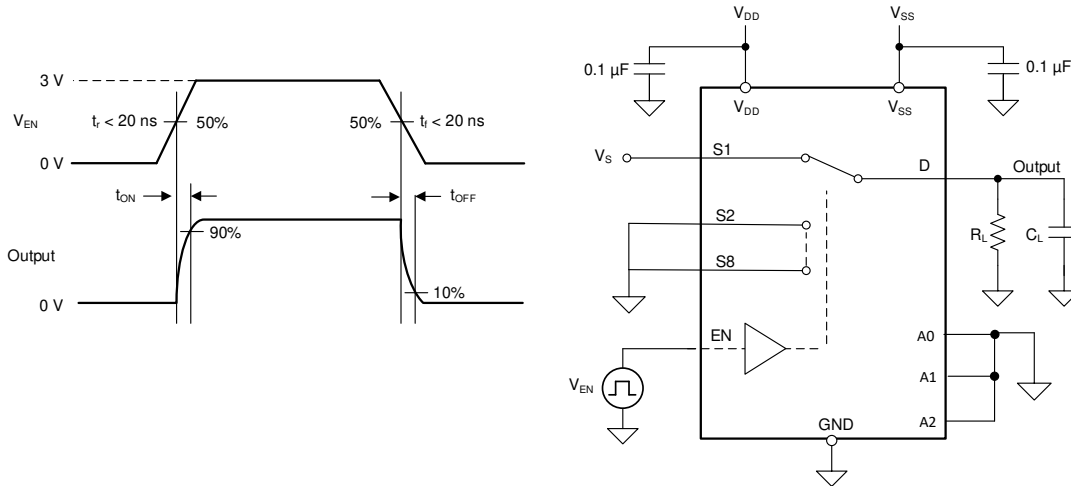 3 V
V_EN
t_r < 20 ns
50%
50%
t_f < 20 ns
0 V
t_ON
t_OFF
90%
Output
10%
0 V
V_DD
V_SS
0.1 µF
0.1 µF
V_DD
V_SS
V_S
S1
D
Output
S2
R_L
C_L
S8
EN
A0
A1
V_EN
A2
GND